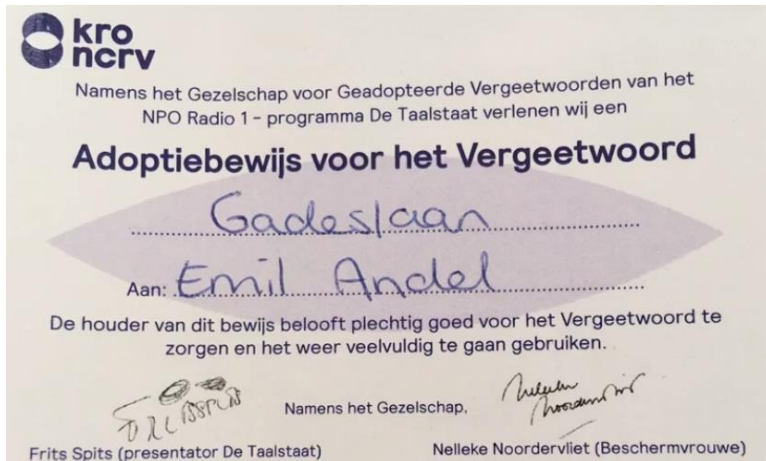 kro
ncrv
Namens het Gezelschap voor Geadopteerde Vergeetwoorden van het
NPO Radio 1 - programma De Taalstaat verlenen wij een
Adoptiebewijs voor het Vergeetwoord
Gadeslaan
Aan: Emil Andel
De houder van dit bewijs belooft plechtig goed voor het Vergeetwoord te
zorgen en het weer veelvuldig te gaan gebruiken.
Namens het Gezelschap,
Frits Spits (presentator De Taalstaat)
Nelleke Noordervliet (Beschermvrouwe)